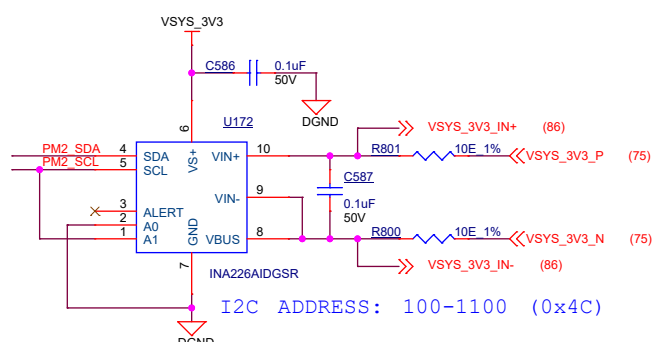 VSYS_3V3
C586 0.1uF
50V
DGND
U172
VSYS_3V3_IN+ (86)
PM2_SDA 4 SDA VS+ 6 VIN+ 10 R801 10E_1% VSYS_3V3_P (75)
PM2_SCL 5 SCL
C587
0.1uF
50V
VIN- 9
3 ALERT
2 A0 GND
1 A1 VBUS 8 R800 10E_1% VSYS_3V3_N (75)
7
INA226AIDGSR
VSYS_3V3_IN- (86)
I2C ADDRESS: 100-1100 (0x4C)
DGND